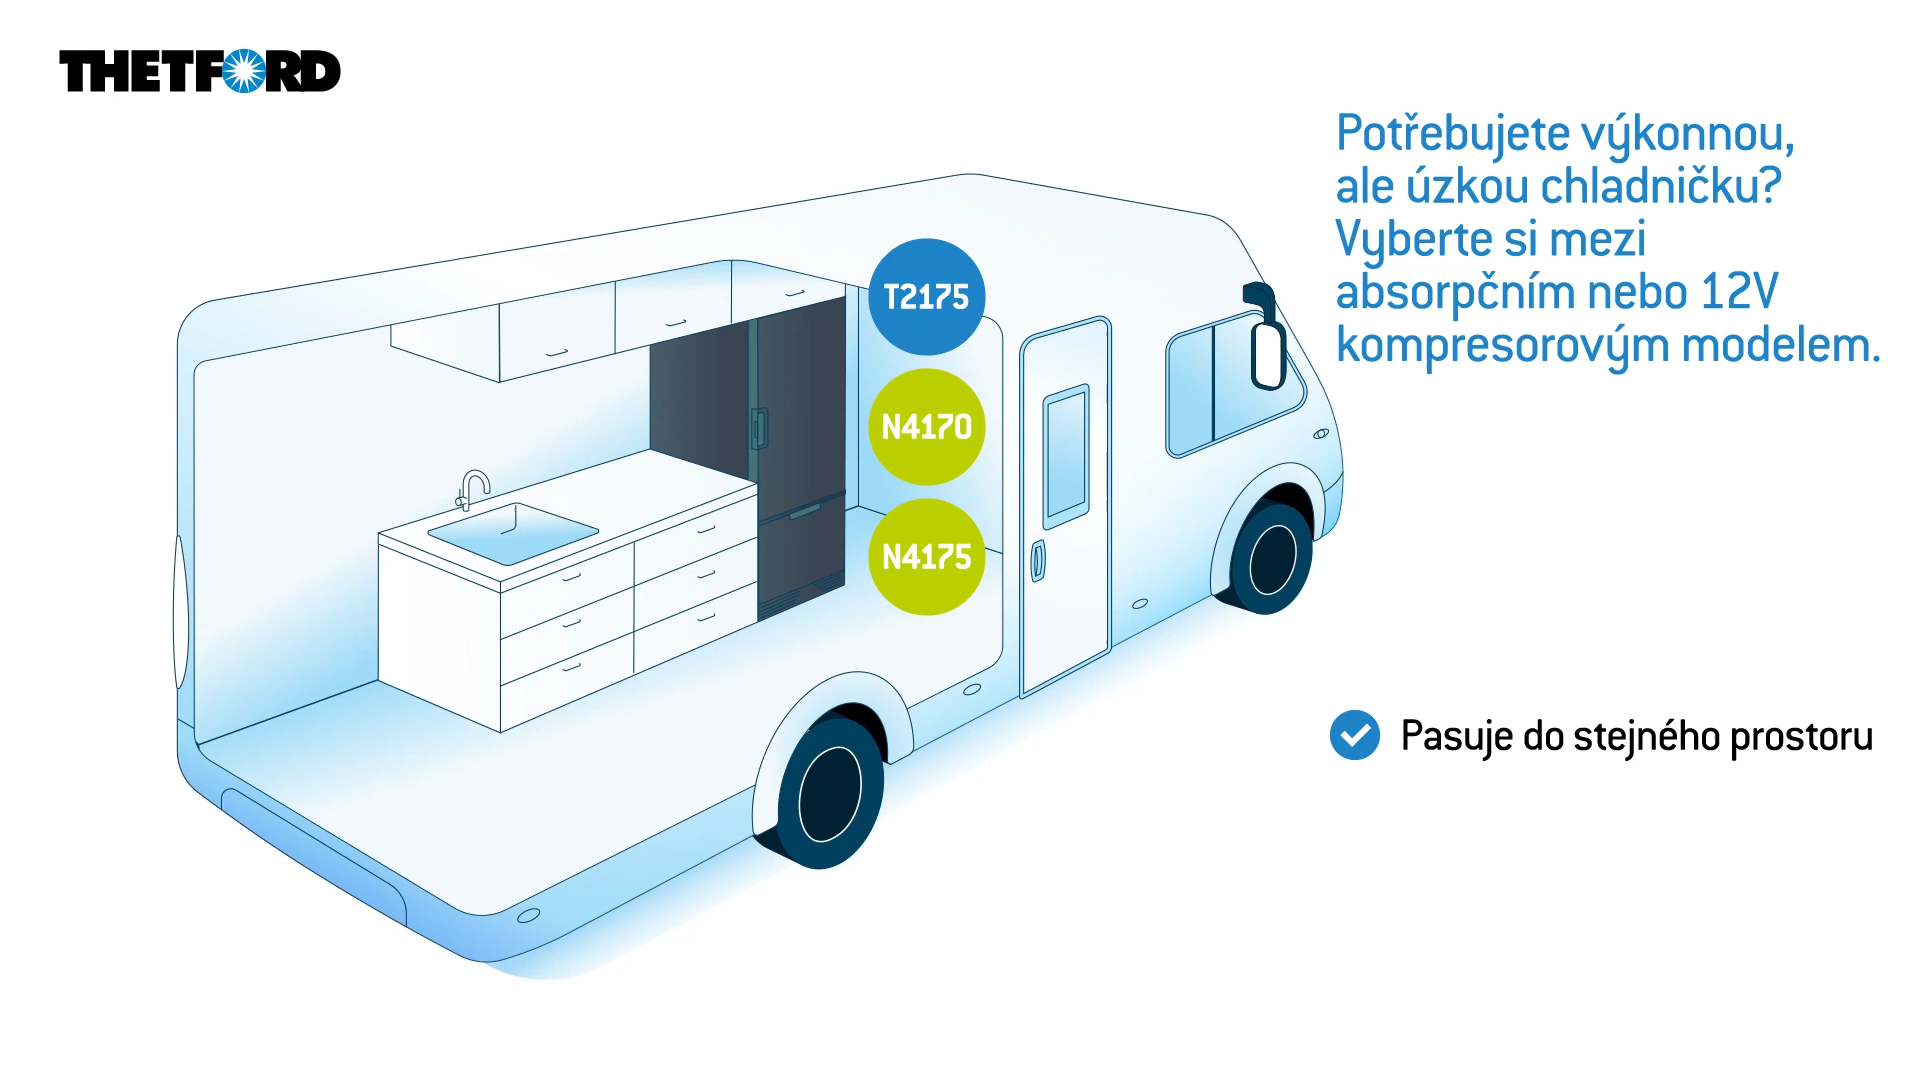 THETFORD
Potřebujete výkonnou,
ale úzkou chladničku?
Vyberte si mezi
absorpčním nebo 12V
kompresorovým modelem.
T2175
N4170
N4175
Pasuje do stejného prostoru